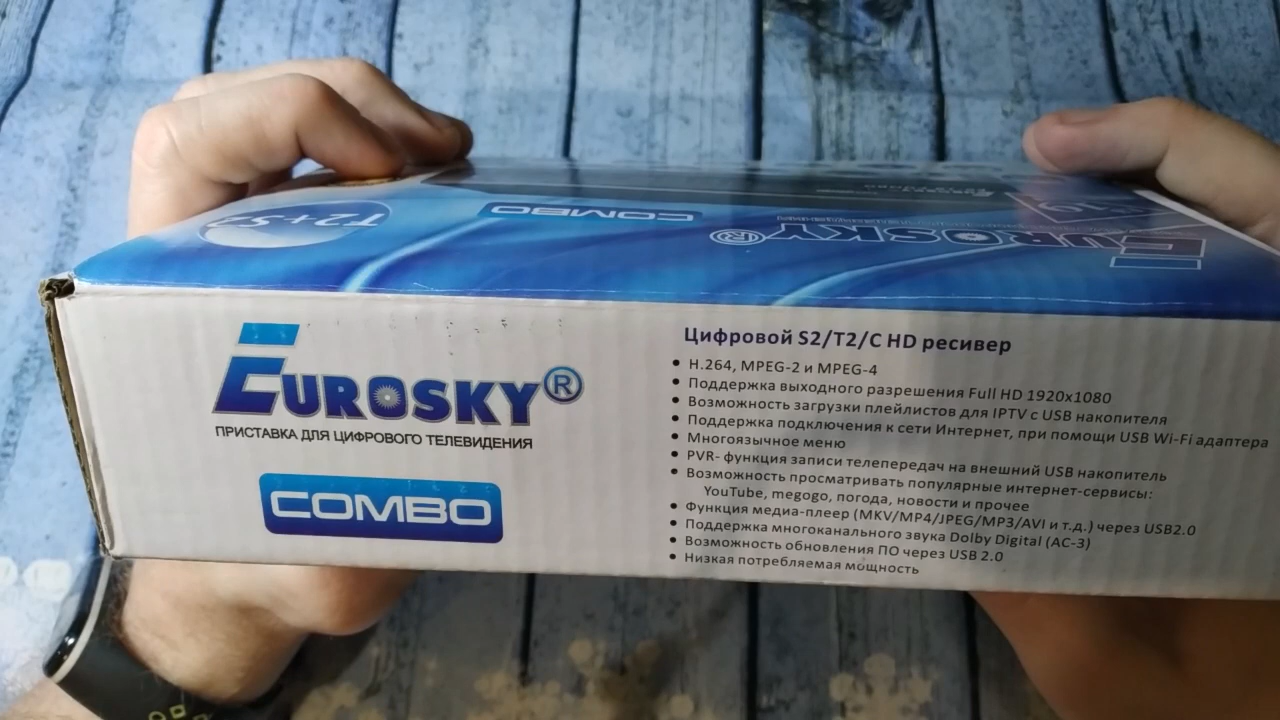 T2+S2
COMBO
EUROSKY®
EUROSKY®
ПРИСТАВКА ДЛЯ ЦИФРОВОГО ТЕЛЕВИДЕНИЯ
COMBO
Цифровой S2/T2/C HD ресивер
• H.264, MPEG-2 и MPEG-4
• Поддержка выходного разрешения Full HD 1920x1080
• Возможность загрузки плейлистов для IPTV с USB накопителя
• Поддержка подключения к сети Интернет, при помощи USB Wi-Fi адаптера
• Многоязычное меню
• PVR- функция записи телепередач на внешний USB накопитель
• Возможность просматривать популярные интернет-сервисы:
YouTube, megogo, погода, новости и прочее
• Функция медиа-плеер (MKV/MP4/JPEG/MP3/AVI и т.д.) через USB2.0
• Поддержка многоканального звука Dolby Digital (AC-3)
• Возможность обновления ПО через USB 2.0
• Низкая потребляемая мощность